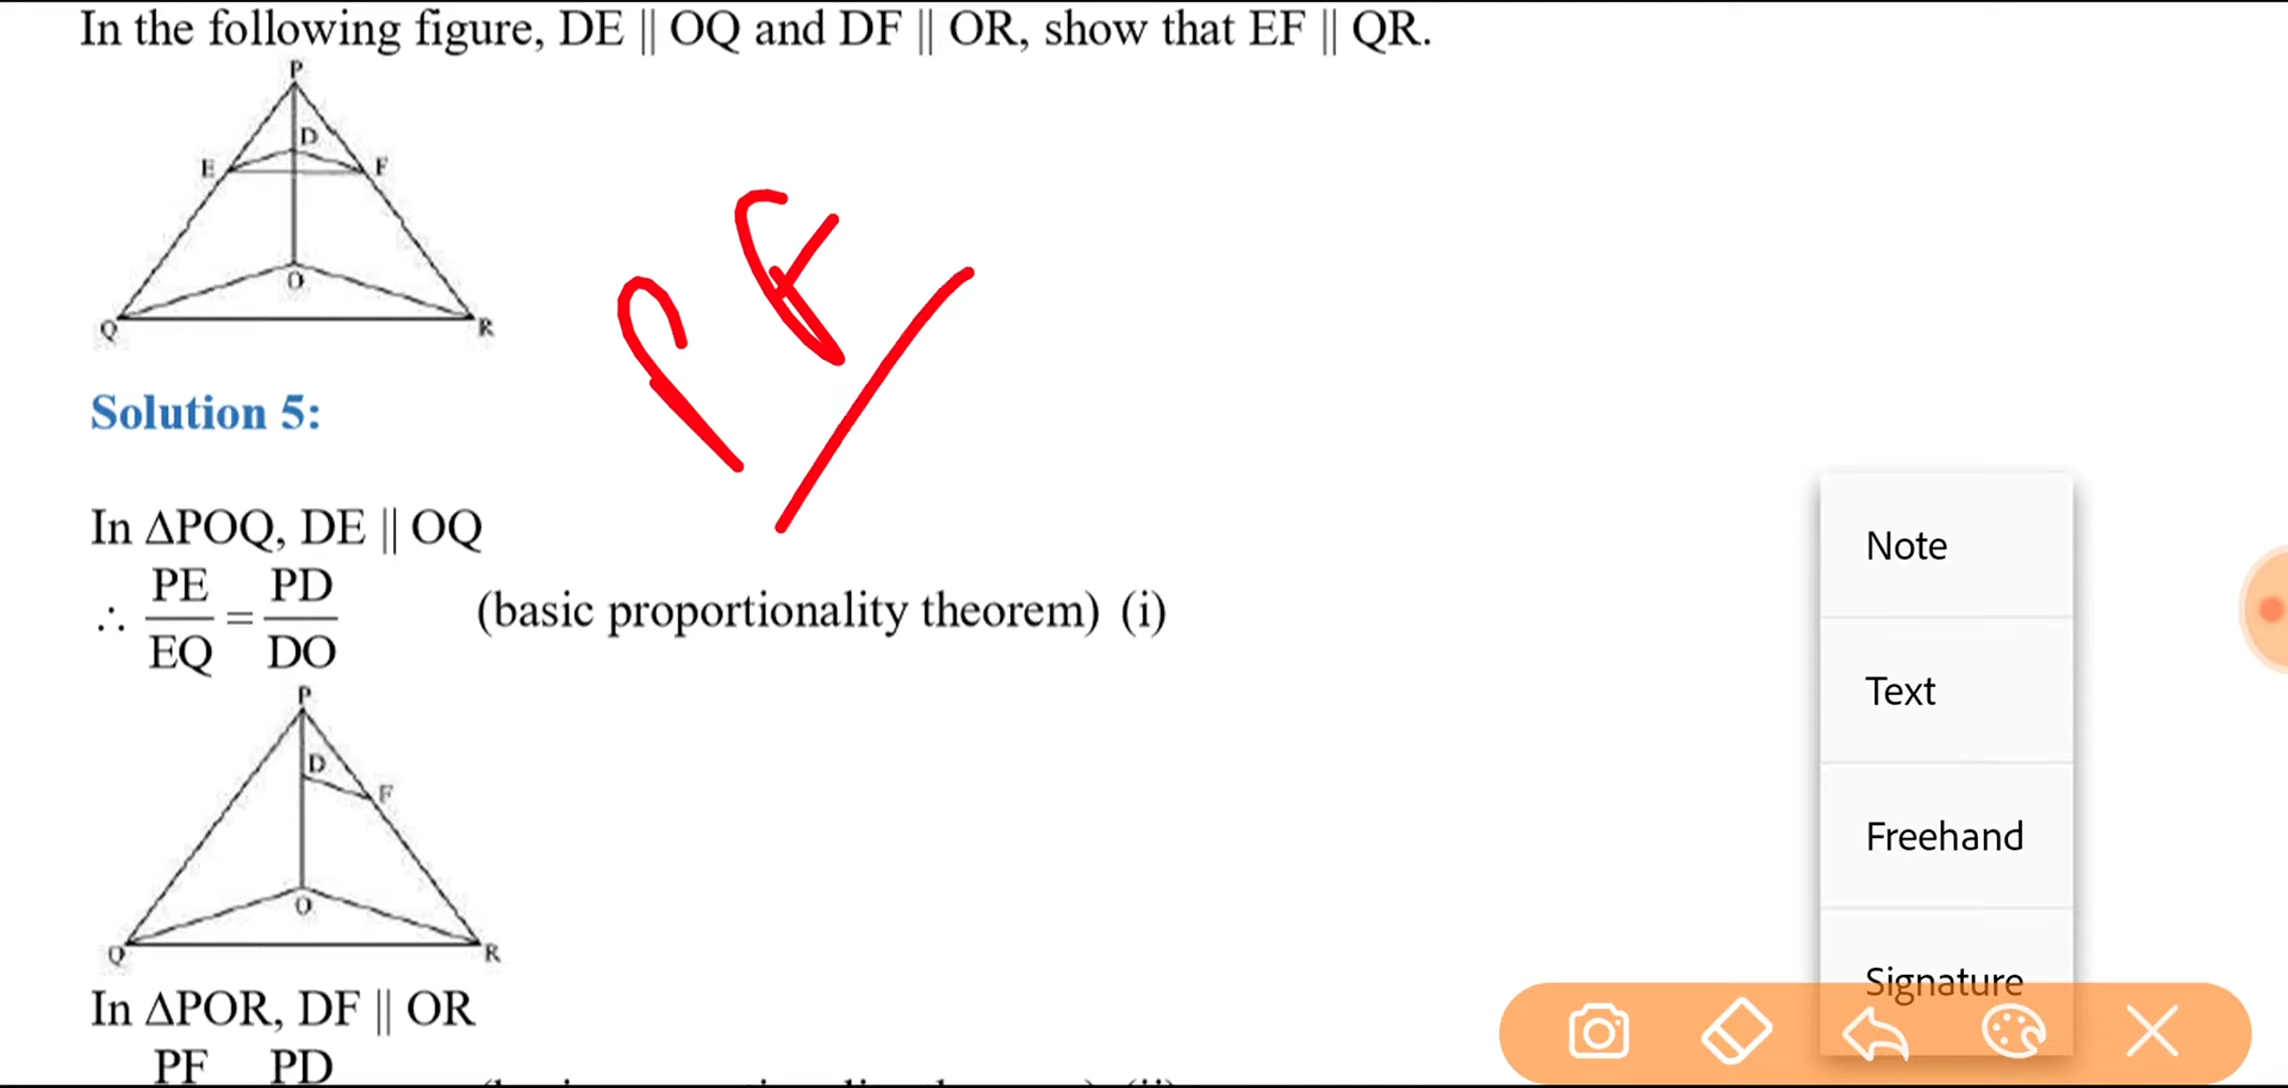 In the following figure, DE || OQ and DF || OR, show that EF || QR.
P
D
E F
O
Q R
Solution 5:
In ΔPOQ, DE || OQ
∴ PE/EQ = PD/DO (basic proportionality theorem) (i)
P
D
F
O
Q R
In ΔPOR, DF || OR
PF PD
Note
Text
Freehand
Signature